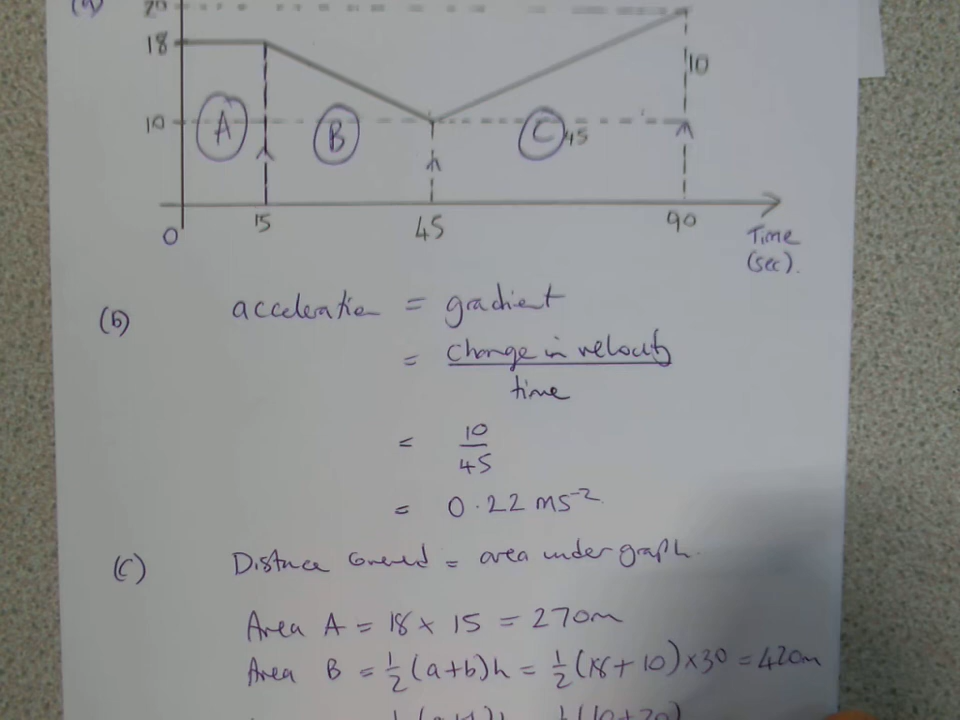 (a)
20
18
10
10
A
B
C
45
0
15
45
90
Time
(sec).
(b) acceleration = gradient
= change in velocity
time
= 10
45
= 0.22 ms⁻²
(c) Distance covered = area under graph.
Area A = 18 × 15 = 270m
Area B = ½(a+b)h = ½(18+10)×30 = 420m